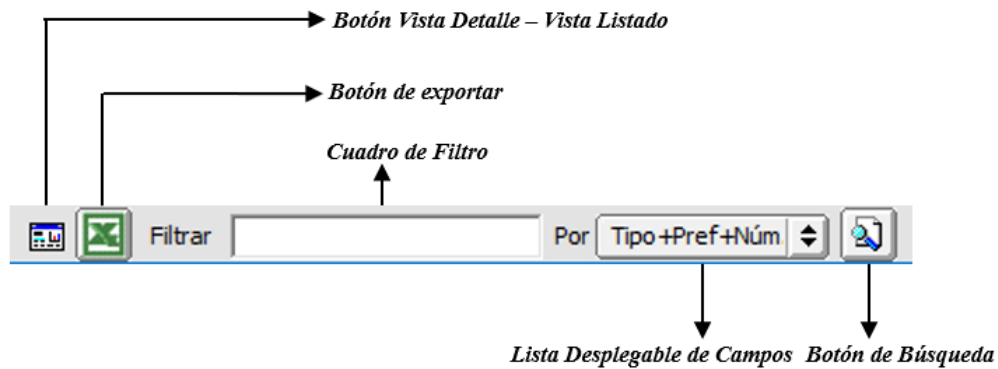 Botón Vista Detalle – Vista Listado
Botón de exportar
Cuadro de Filtro
Filtrar Por Tipo+Pref+Núm.
Lista Desplegable de Campos Botón de Búsqueda